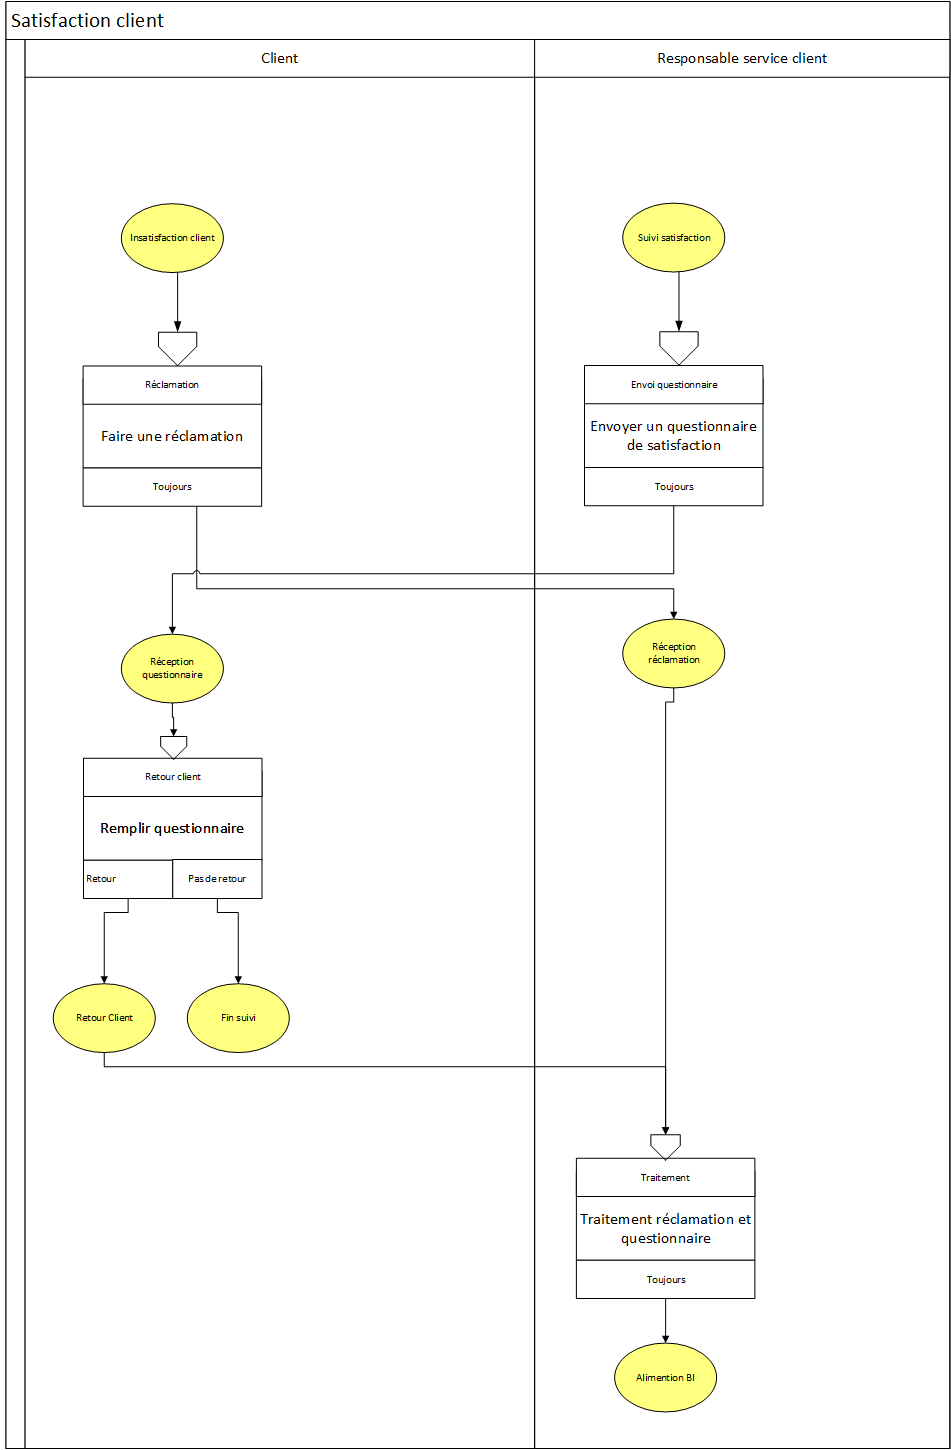 Satisfaction client
Client
Responsable service client
Insatisfaction client
Suivi satisfaction
Réclamation
Faire une réclamation
Toujours
Envoi questionnaire
Envoyer un questionnaire
de satisfaction
Toujours
Réception
questionnaire
Réception
réclamation
Retour client
Remplir questionnaire
Retour
Pas de retour
Retour Client
Fin suivi
Traitement
Traitement réclamation et
questionnaire
Toujours
Alimention BI